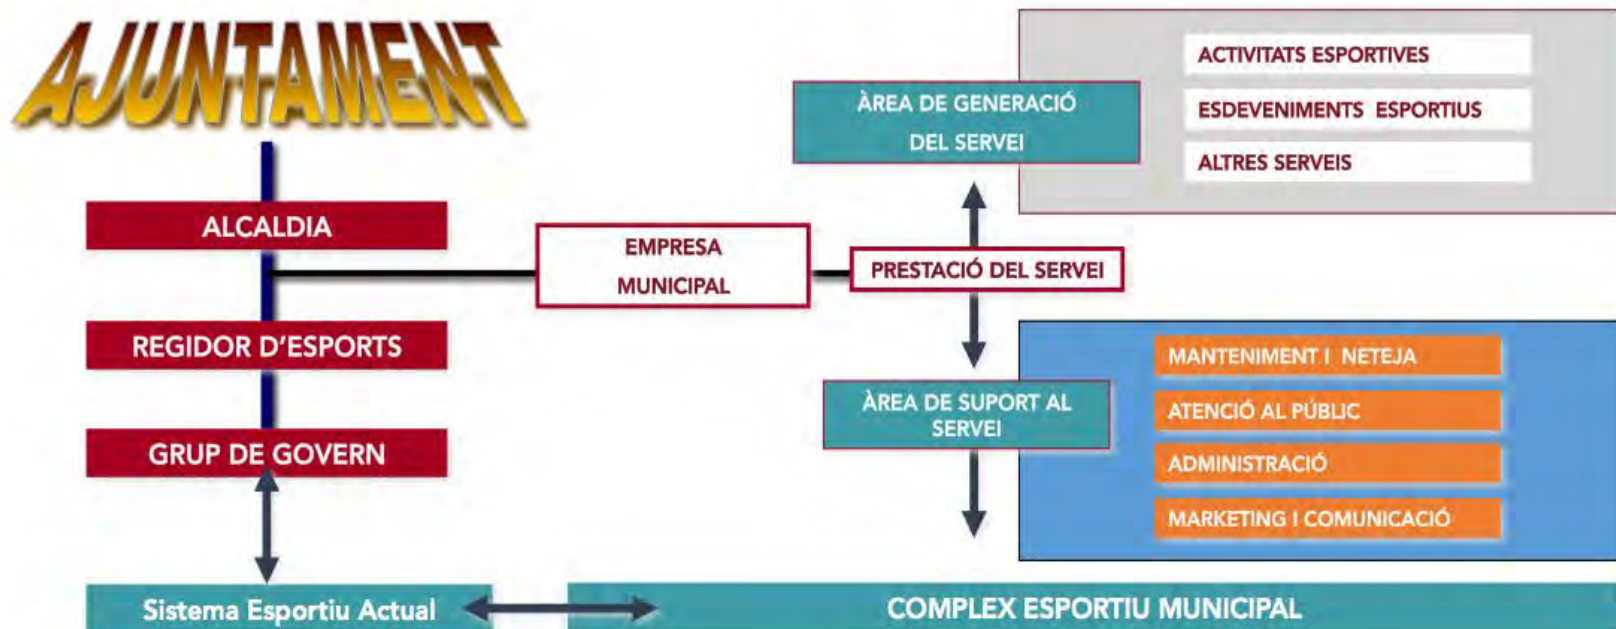 AJUNTAMENT
ALCALDIA
REGIDOR D'ESPORTS
GRUP DE GOVERN
Sistema Esportiu Actual
EMPRESA
MUNICIPAL
PRESTACIÓ DEL SERVEI
ÀREA DE GENERACIÓ
DEL SERVEI
ACTIVITATS ESPORTIVES
ESDEVENIMENTS ESPORTIUS
ALTRES SERVEIS
ÀREA DE SUPORT AL
SERVEI
MANTENIMENT I NETEJA
ATENCIÓ AL PÚBLIC
ADMINISTRACIÓ
MARKETING I COMUNICACIÓ
COMPLEX ESPORTIU MUNICIPAL